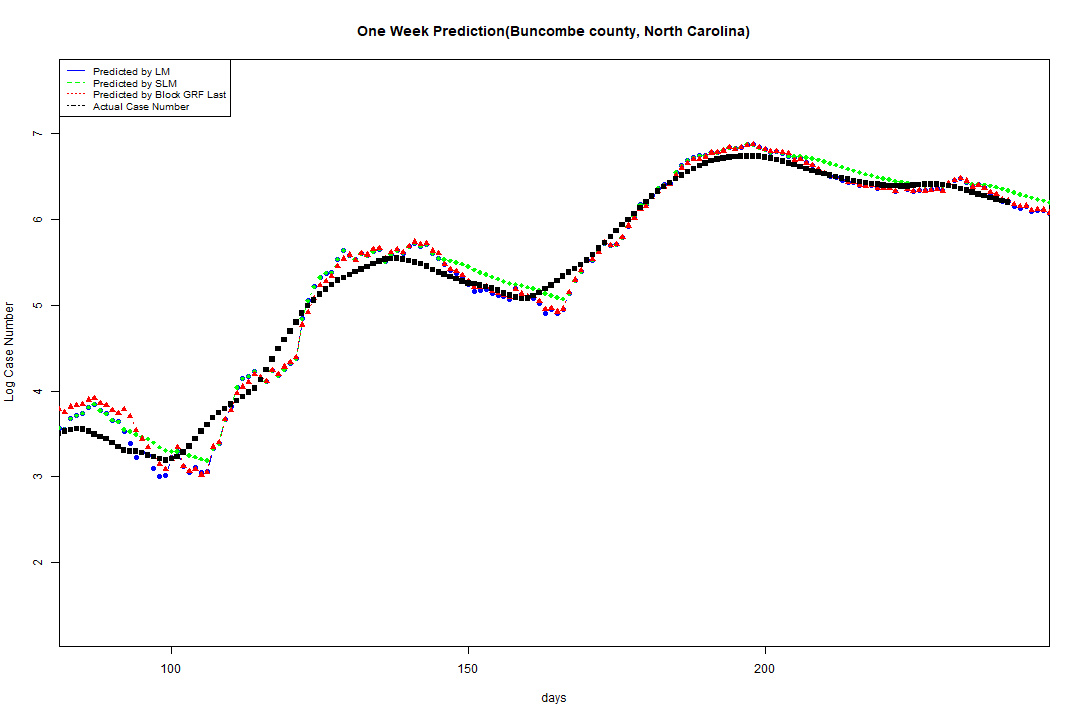 One Week Prediction(Buncombe county, North Carolina)
Predicted by LM
Predicted by SLM
Predicted by Block GRF Last
Actual Case Number
7
6
5
4
3
2
Log Case Number
100 150 200
days